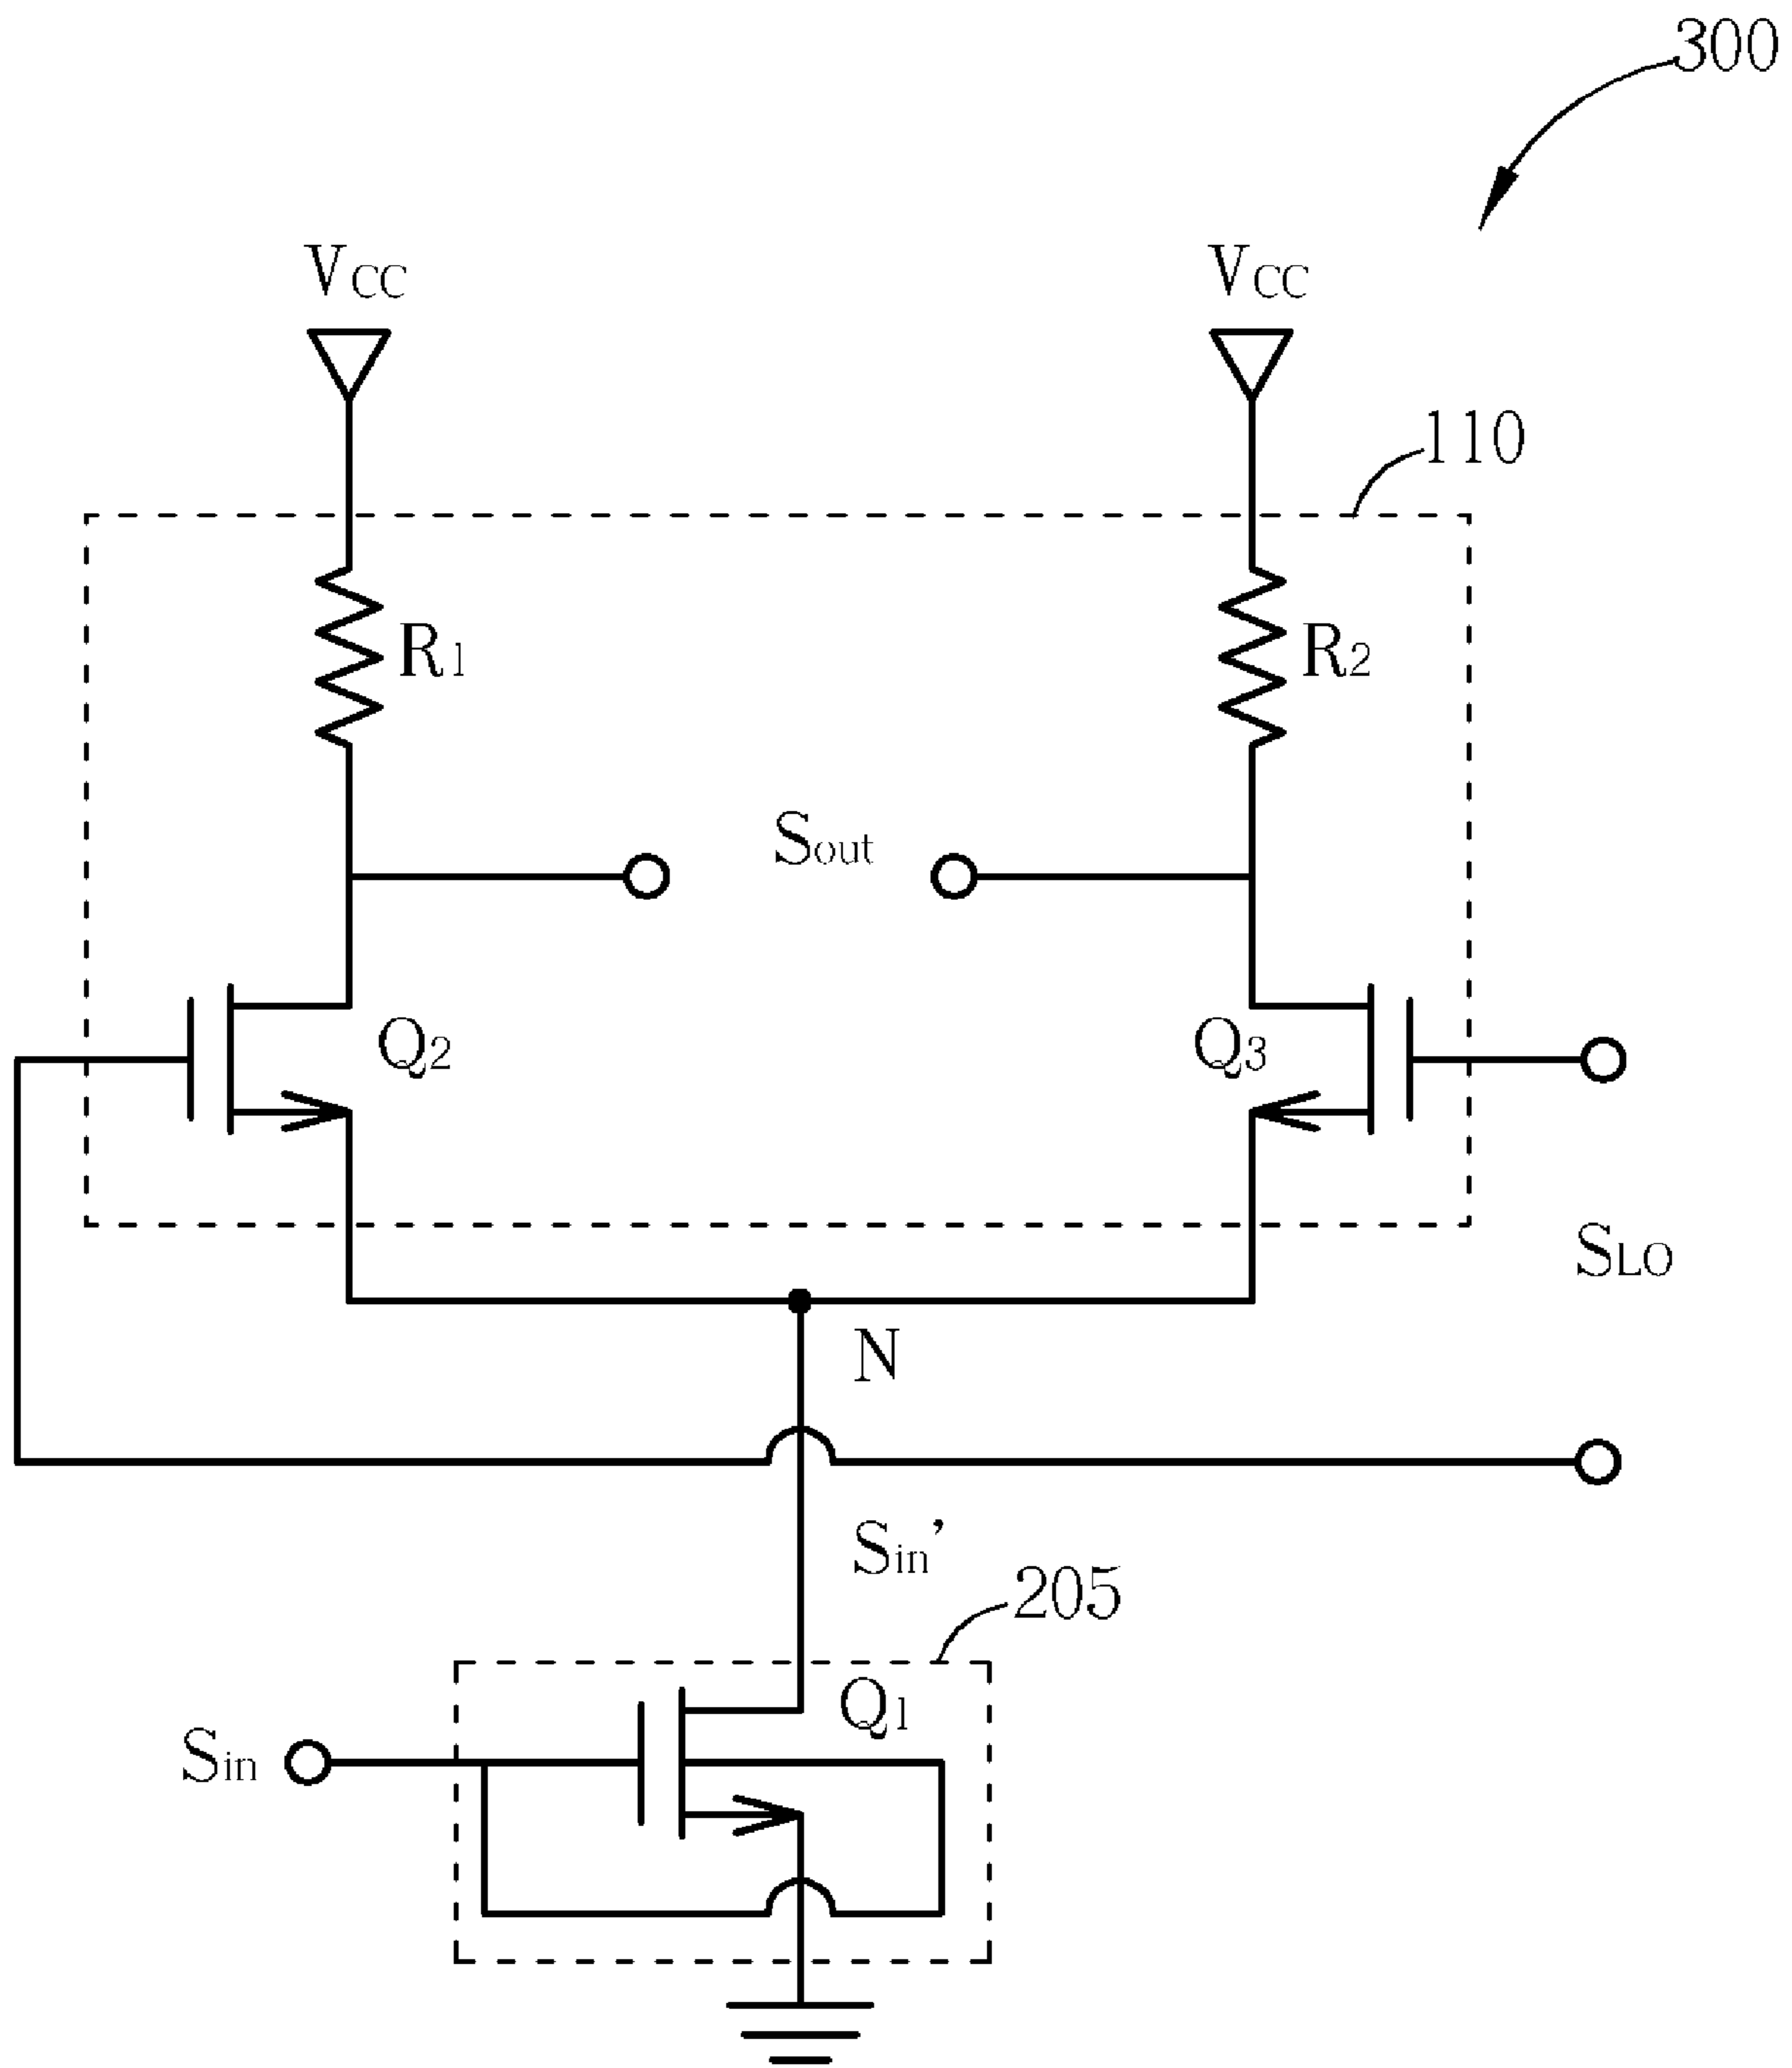 300
VCC
VCC
110
R1
R2
Sout
Q2
Q3
SLO
N
Sin'
205
Q1
Sin